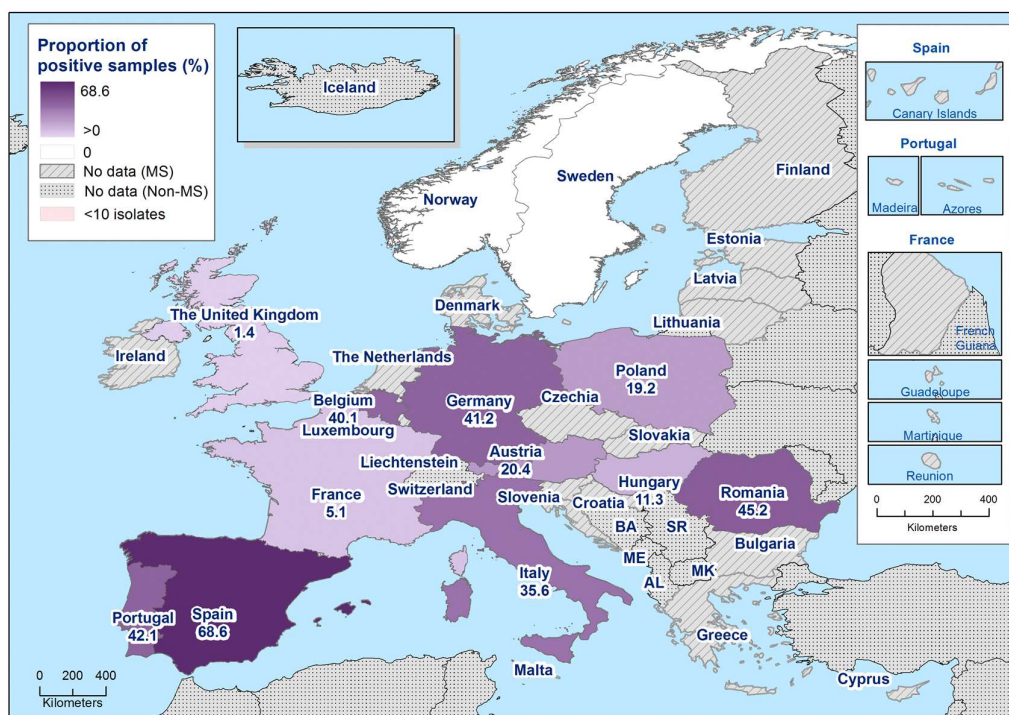 Proportion of
positive samples (%)
68.6
>0
0
No data (MS)
No data (Non-MS)
<10 isolates
Iceland
Spain
Canary Islands
Portugal
Madeira
Azores
France
French
Guiana
Guadeloupe
Martinique
Reunion
0 200 400
Kilometers
Finland
Sweden
Norway
Estonia
Latvia
Lithuania
Denmark
The United Kingdom
1.4
Ireland
The Netherlands
Poland
19.2
Belgium
40.1
Germany
41.2
Czechia
Luxembourg
Slovakia
Austria
20.4
Liechtenstein
Switzerland
Hungary
11.3
France
5.1
Slovenia
Croatia
Romania
45.2
BA
SR
Bulgaria
ME
MK
AL
Italy
35.6
Portugal
42.1
Spain
68.6
Greece
Malta
Cyprus
0 200 400
Kilometers